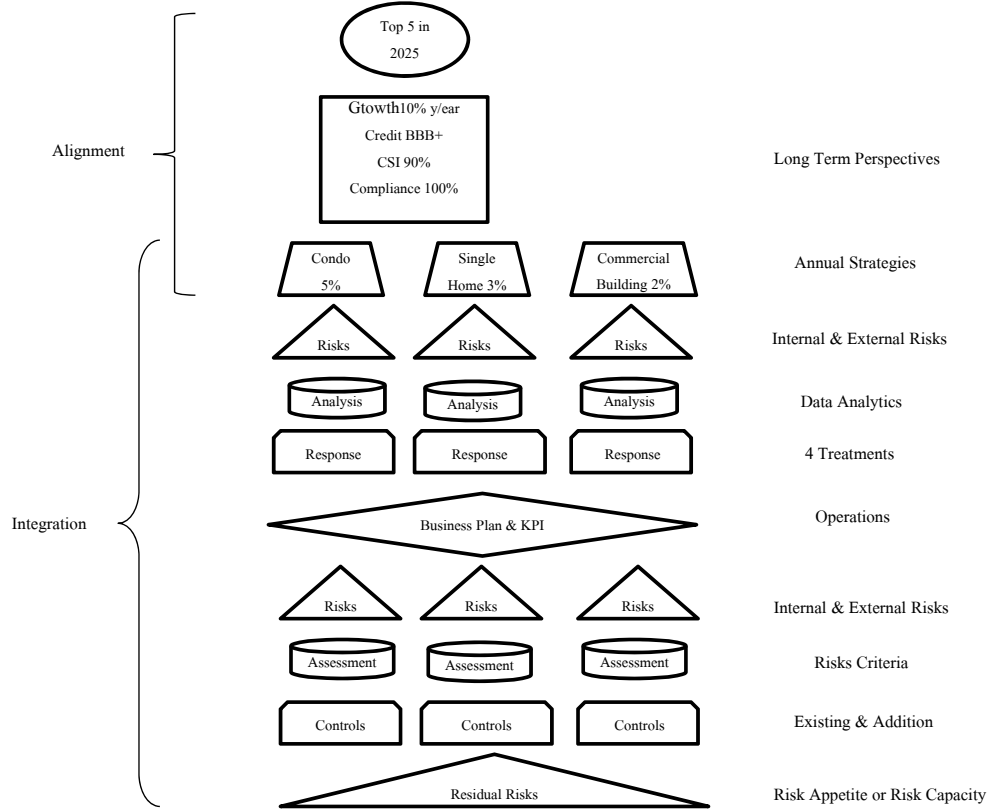 Top 5 in
2025
Gtowth10% y/ear
Credit BBB+
CSI 90%
Compliance 100%
Alignment
Long Term Perspectives
Condo
5%
Single
Home 3%
Commercial
Building 2%
Annual Strategies
Risks
Risks
Risks
Internal & External Risks
Analysis
Analysis
Analysis
Data Analytics
Response
Response
Response
4 Treatments
Integration
Business Plan & KPI
Operations
Risks
Risks
Risks
Internal & External Risks
Assessment
Assessment
Assessment
Risks Criteria
Controls
Controls
Controls
Existing & Addition
Residual Risks
Risk Appetite or Risk Capacity